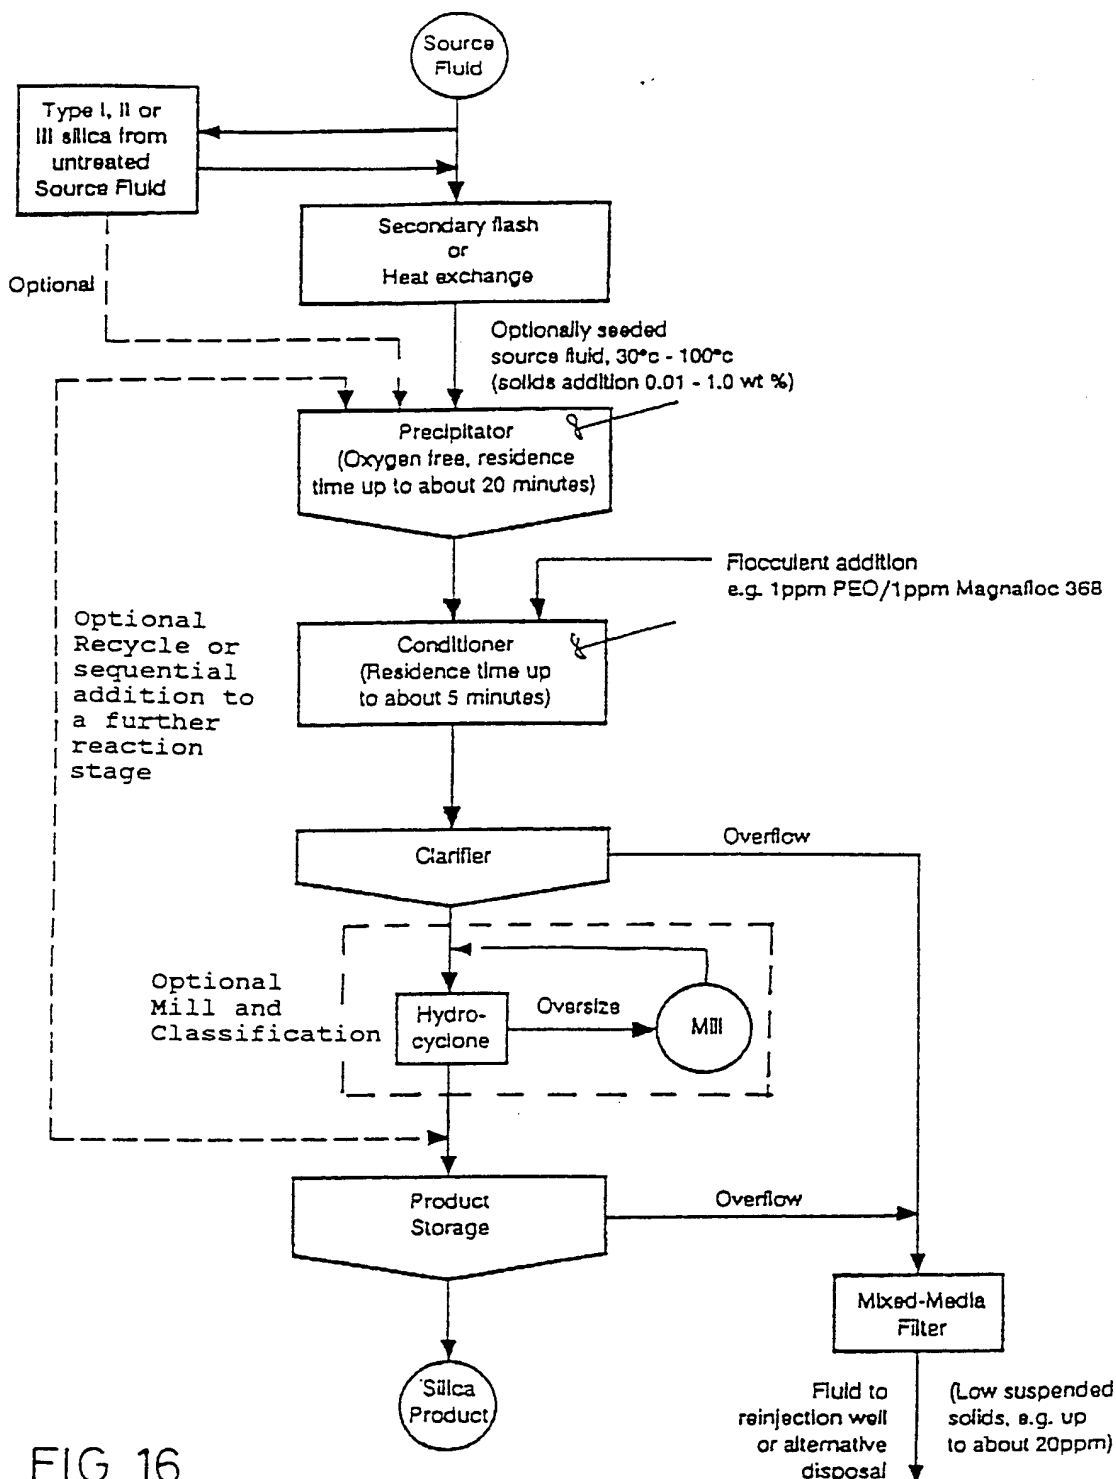 Source
Fluid
Type I, II or
III silica from
untreated
Source Fluid
Secondary flash
or
Heat exchange
Optional
Optionally seeded
source fluid, 30°c - 100°c
(solids addition 0.01 - 1.0 wt %)
Precipitator
(Oxygen free, residence
time up to about 20 minutes)
Flocculent addition
e.g. 1ppm PEO/1ppm Magnafloc 368
Optional
Recycle or
sequential
addition to
a further
reaction
stage
Conditioner
(Residence time up
to about 5 minutes)
Clarifier
Overflow
Optional
Mill and
Classification
Hydro-
cyclone
Oversize
Mill
Product
Storage
Overflow
Mixed-Media
Filter
Silica
Product
Fluid to
reinjection well
or alternative
disposal
(Low suspended
solids, e.g. up
to about 20ppm)
FIG 16